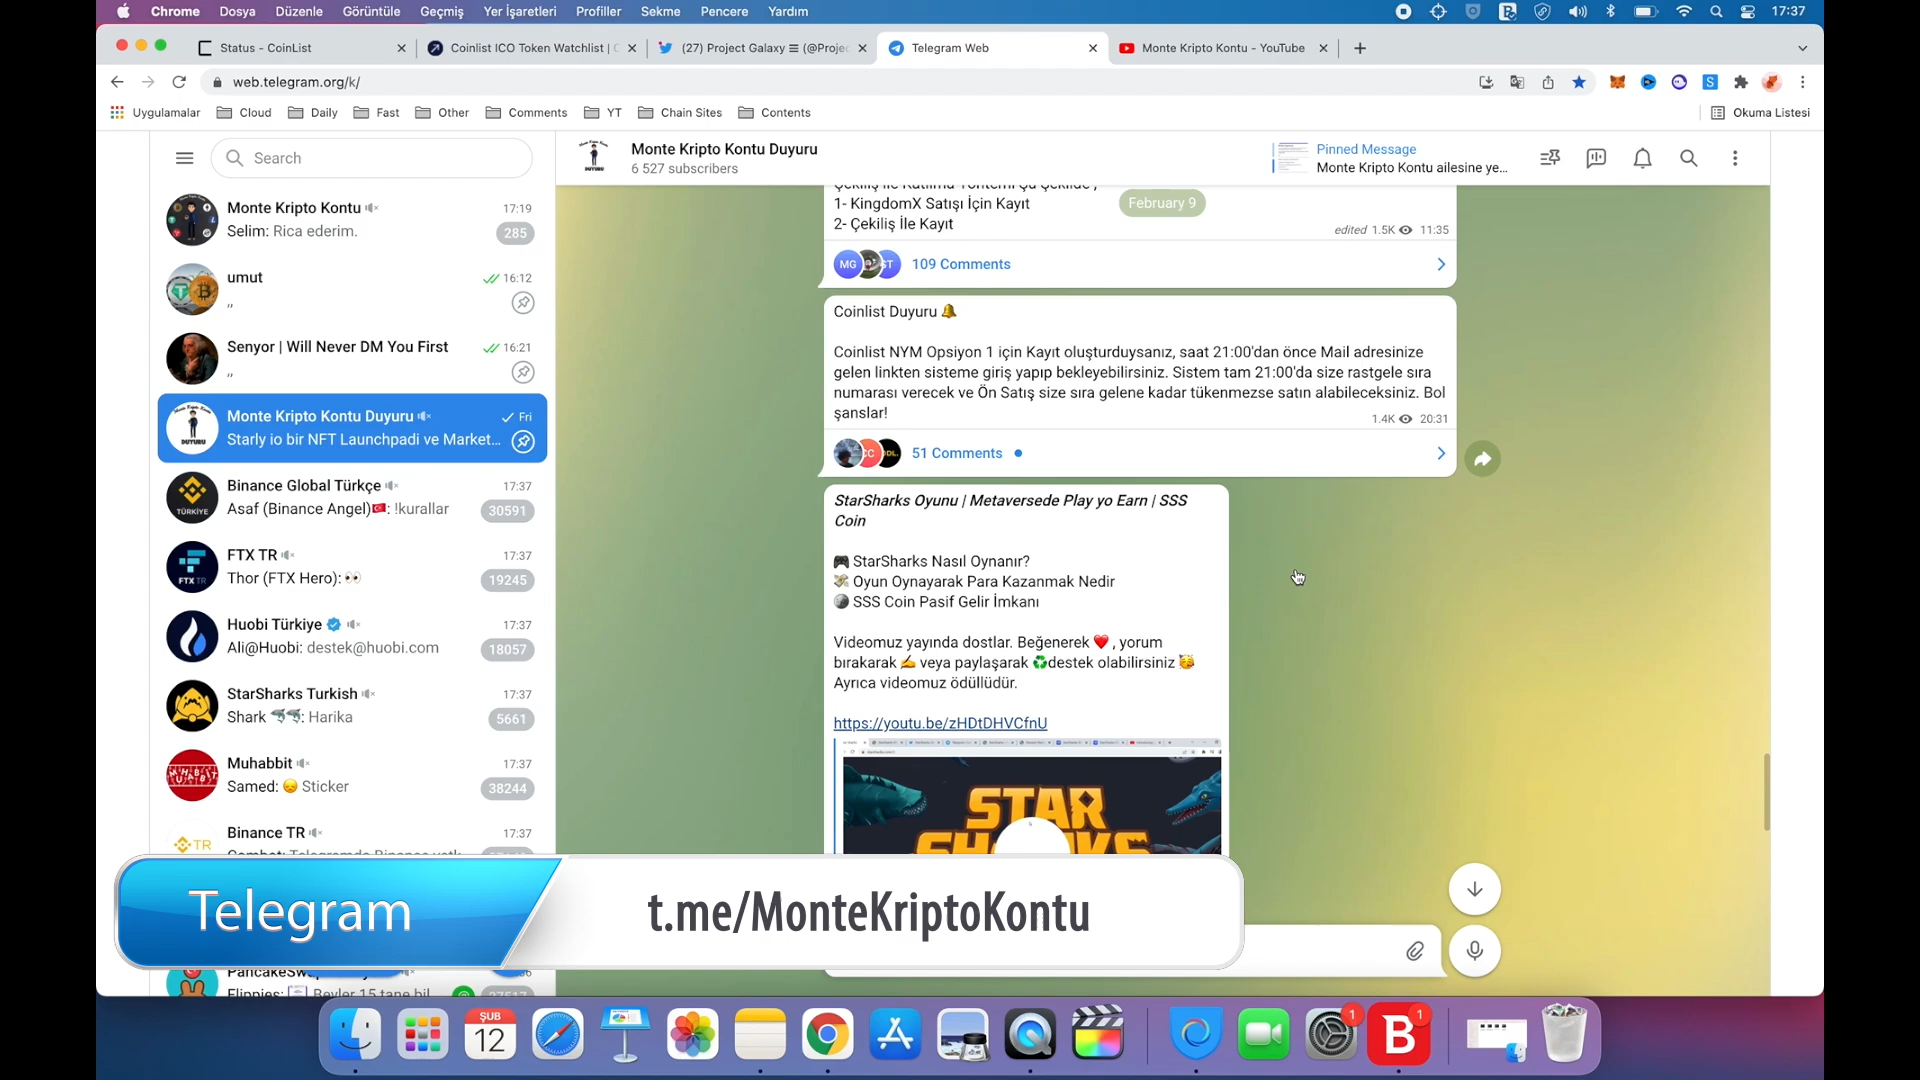 Chrome Dosya Düzenle Görüntüle Geçmiş Yer İşaretleri Profiller Sekme Pencere Yardım 17:37
Status - CoinList
Coinlist ICO Token Watchlist | C
(27) Project Galaxy Ξ (@Proje
Telegram Web
Monte Kripto Kontu - YouTube
web.telegram.org/k/
Uygulamalar Cloud Daily Fast Other Comments YT Chain Sites Contents Okuma Listesi
Search
Monte Kripto Kontu Duyuru
6 527 subscribers
Pinned Message
Monte Kripto Kontu ailesine ye...
Monte Kripto Kontu 17:19
Selim: Rica ederim. 285
umut 16:12
,,
Senyor | Will Never DM You First 16:21
,,
Monte Kripto Kontu Duyuru Fri
Starly io bir NFT Launchpadi ve Market...
DUYURU
Binance Global Türkçe 17:37
Asaf (Binance Angel)🇹🇷: !kurallar 30591
TÜRKİYE
FTX TR 17:37
Thor (FTX Hero): 👀 19245
FTX TR
Huobi Türkiye 17:37
Ali@Huobi: destek@huobi.com 18057
StarSharks Turkish 17:37
Shark 🦈🦈: Harika 5661
Muhabbit 17:37
Samed: 😞 Sticker 38244
MUHABBIT
Binance TR 17:37
TR
February 9
1- KingdomX Satışı İçin Kayıt
2- Çekiliş İle Kayıt
edited 1.5K 11:35
MG ST 109 Comments
Coinlist Duyuru 🔔
Coinlist NYM Opsiyon 1 için Kayıt oluşturduysanız, saat 21:00'dan önce Mail adresinize
gelen linkten sisteme giriş yapıp bekleyebilirsiniz. Sistem tam 21:00'da size rastgele sıra
numarası verecek ve Ön Satış size sıra gelene kadar tükenmezse satın alabileceksiniz. Bol
şanslar!
1.4K 20:31
51 Comments
StarSharks Oyunu | Metaversede Play yo Earn | SSS
Coin
🎮 StarSharks Nasıl Oynanır?
💸 Oyun Oynayarak Para Kazanmak Nedir
🪙 SSS Coin Pasif Gelir İmkanı
Videomuz yayında dostlar. Beğenerek ❤️ , yorum
bırakarak ✍️ veya paylaşarak ♻️destek olabilirsiniz 🥳
Ayrıca videomuz ödüllüdür.
https://youtu.be/zHDtDHVCfnU
STAR
SHARKS
Telegram
t.me/MonteKriptoKontu
ŞUB
12
1
1